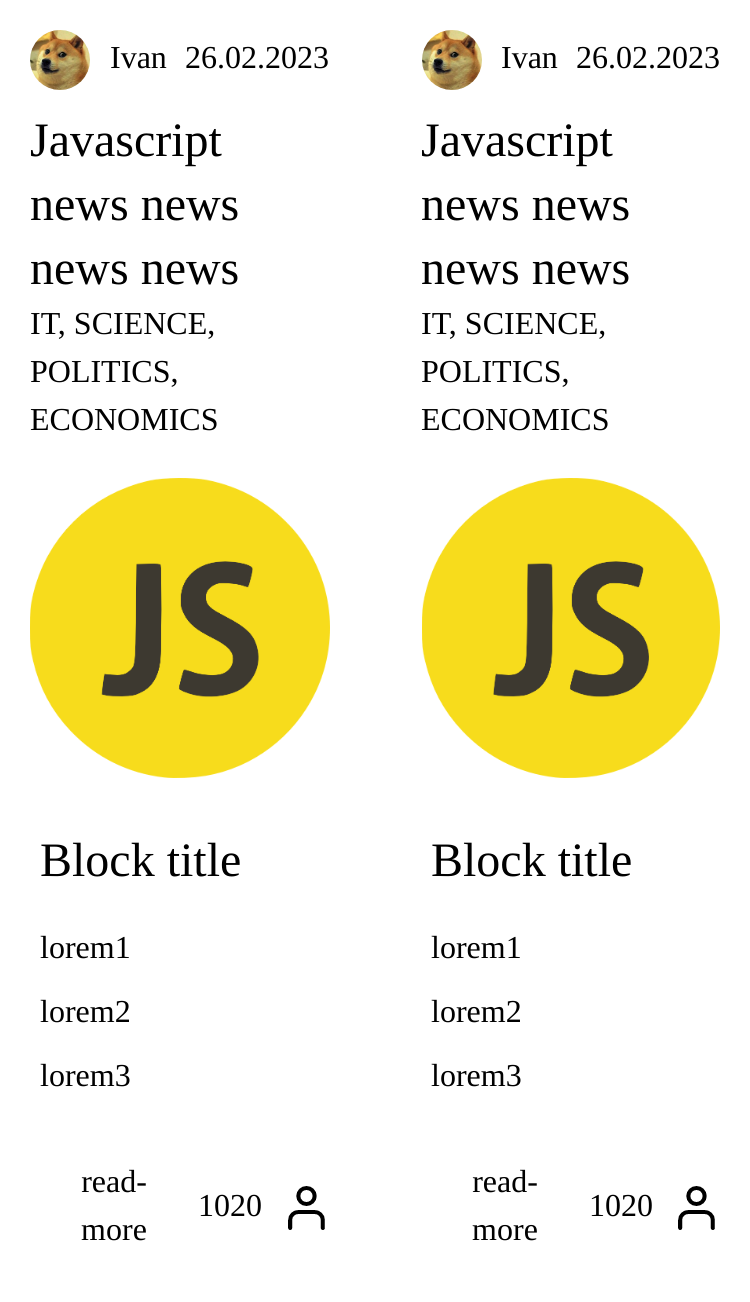 Ivan 26.02.2023
Javascript
news news
news news
IT, SCIENCE,
POLITICS,
ECONOMICS
JS
Block title
lorem1
lorem2
lorem3
read-
more
1020
Ivan 26.02.2023
Javascript
news news
news news
IT, SCIENCE,
POLITICS,
ECONOMICS
JS
Block title
lorem1
lorem2
lorem3
read-
more
1020